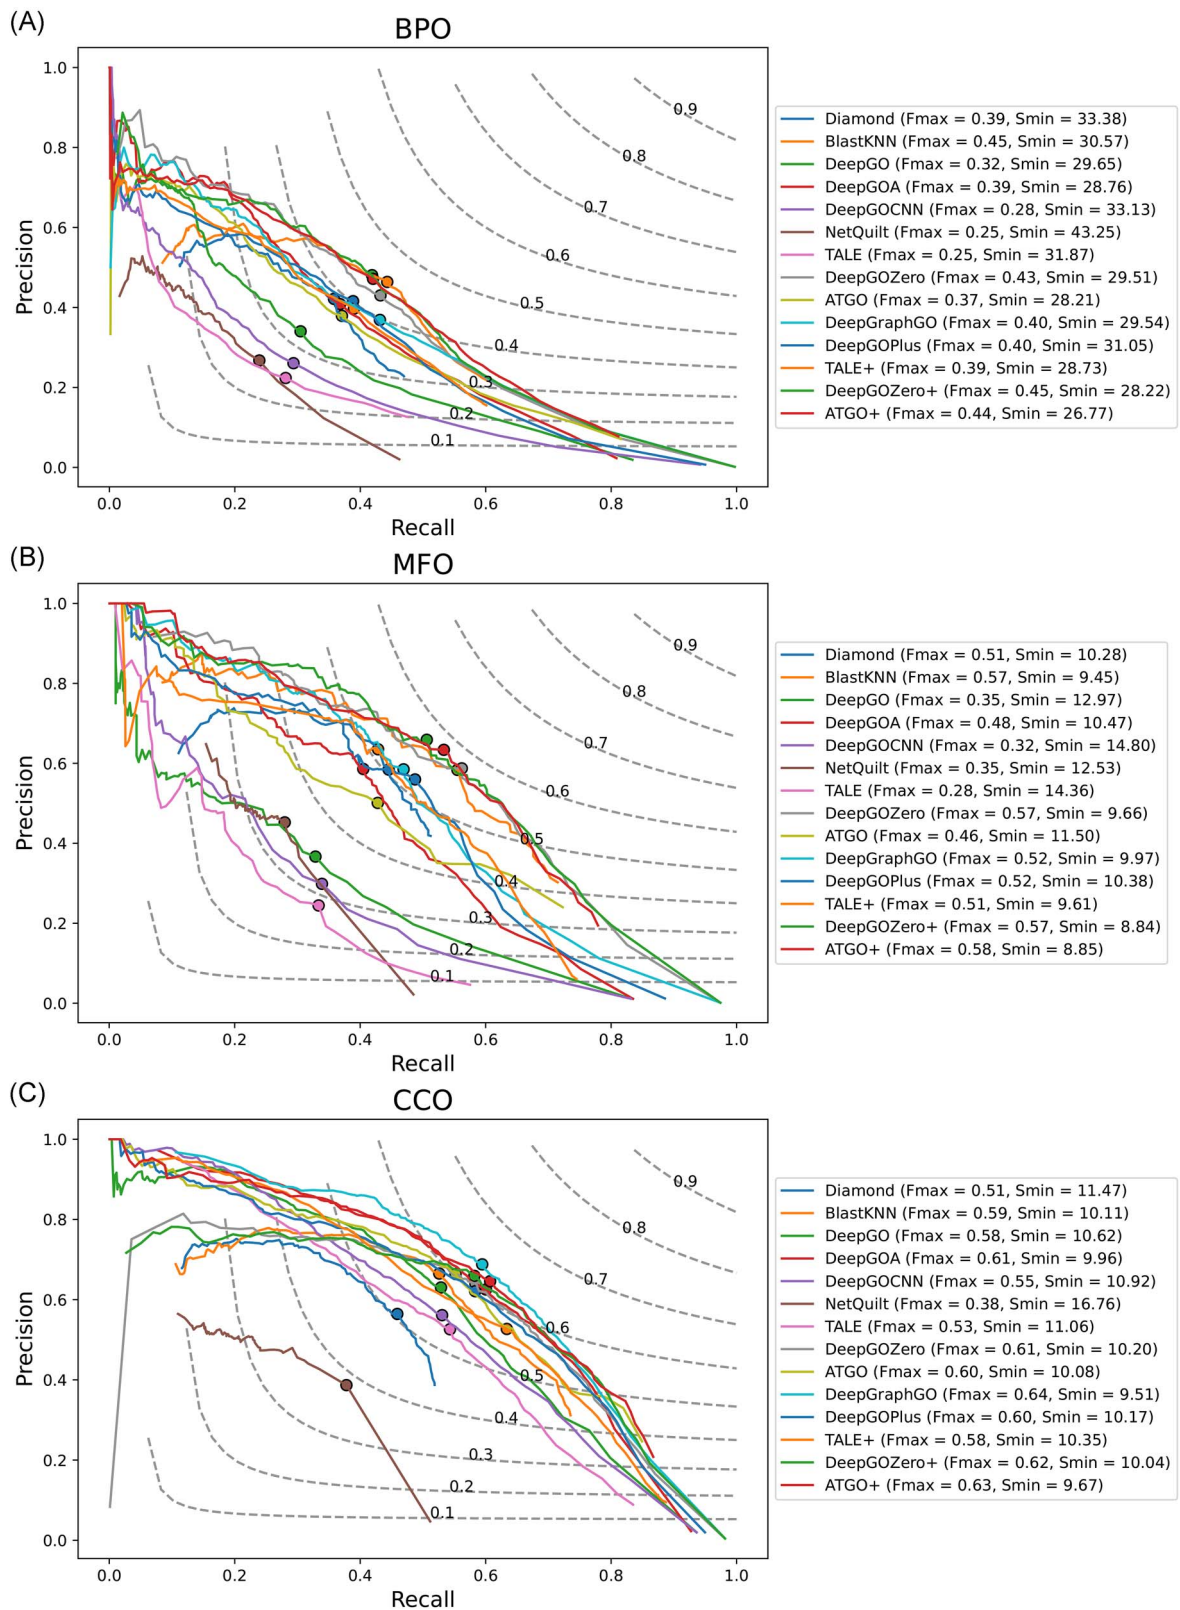 (A)
BPO
1.0
0.8
0.6
0.4
0.2
0.0
Precision
0.9
0.8
0.7
0.6
0.5
0.4
0.3
0.2
0.1
0.0 0.2 0.4 0.6 0.8 1.0
Recall
Diamond (Fmax = 0.39, Smin = 33.38)
BlastKNN (Fmax = 0.45, Smin = 30.57)
DeepGO (Fmax = 0.32, Smin = 29.65)
DeepGOA (Fmax = 0.39, Smin = 28.76)
DeepGOCNN (Fmax = 0.28, Smin = 33.13)
NetQuilt (Fmax = 0.25, Smin = 43.25)
TALE (Fmax = 0.25, Smin = 31.87)
DeepGOZero (Fmax = 0.43, Smin = 29.51)
ATGO (Fmax = 0.37, Smin = 28.21)
DeepGraphGO (Fmax = 0.40, Smin = 29.54)
DeepGOPlus (Fmax = 0.40, Smin = 31.05)
TALE+ (Fmax = 0.39, Smin = 28.73)
DeepGOZero+ (Fmax = 0.45, Smin = 28.22)
ATGO+ (Fmax = 0.44, Smin = 26.77)
(B)
MFO
1.0
0.8
0.6
0.4
0.2
0.0
Precision
0.9
0.8
0.7
0.6
0.5
0.4
0.3
0.2
0.1
0.0 0.2 0.4 0.6 0.8 1.0
Recall
Diamond (Fmax = 0.51, Smin = 10.28)
BlastKNN (Fmax = 0.57, Smin = 9.45)
DeepGO (Fmax = 0.35, Smin = 12.97)
DeepGOA (Fmax = 0.48, Smin = 10.47)
DeepGOCNN (Fmax = 0.32, Smin = 14.80)
NetQuilt (Fmax = 0.35, Smin = 12.53)
TALE (Fmax = 0.28, Smin = 14.36)
DeepGOZero (Fmax = 0.57, Smin = 9.66)
ATGO (Fmax = 0.46, Smin = 11.50)
DeepGraphGO (Fmax = 0.52, Smin = 9.97)
DeepGOPlus (Fmax = 0.52, Smin = 10.38)
TALE+ (Fmax = 0.51, Smin = 9.61)
DeepGOZero+ (Fmax = 0.57, Smin = 8.84)
ATGO+ (Fmax = 0.58, Smin = 8.85)
(C)
CCO
1.0
0.8
0.6
0.4
0.2
0.0
Precision
0.9
0.8
0.7
0.6
0.5
0.4
0.3
0.2
0.1
0.0 0.2 0.4 0.6 0.8 1.0
Recall
Diamond (Fmax = 0.51, Smin = 11.47)
BlastKNN (Fmax = 0.59, Smin = 10.11)
DeepGO (Fmax = 0.58, Smin = 10.62)
DeepGOA (Fmax = 0.61, Smin = 9.96)
DeepGOCNN (Fmax = 0.55, Smin = 10.92)
NetQuilt (Fmax = 0.38, Smin = 16.76)
TALE (Fmax = 0.53, Smin = 11.06)
DeepGOZero (Fmax = 0.61, Smin = 10.20)
ATGO (Fmax = 0.60, Smin = 10.08)
DeepGraphGO (Fmax = 0.64, Smin = 9.51)
DeepGOPlus (Fmax = 0.60, Smin = 10.17)
TALE+ (Fmax = 0.58, Smin = 10.35)
DeepGOZero+ (Fmax = 0.62, Smin = 10.04)
ATGO+ (Fmax = 0.63, Smin = 9.67)